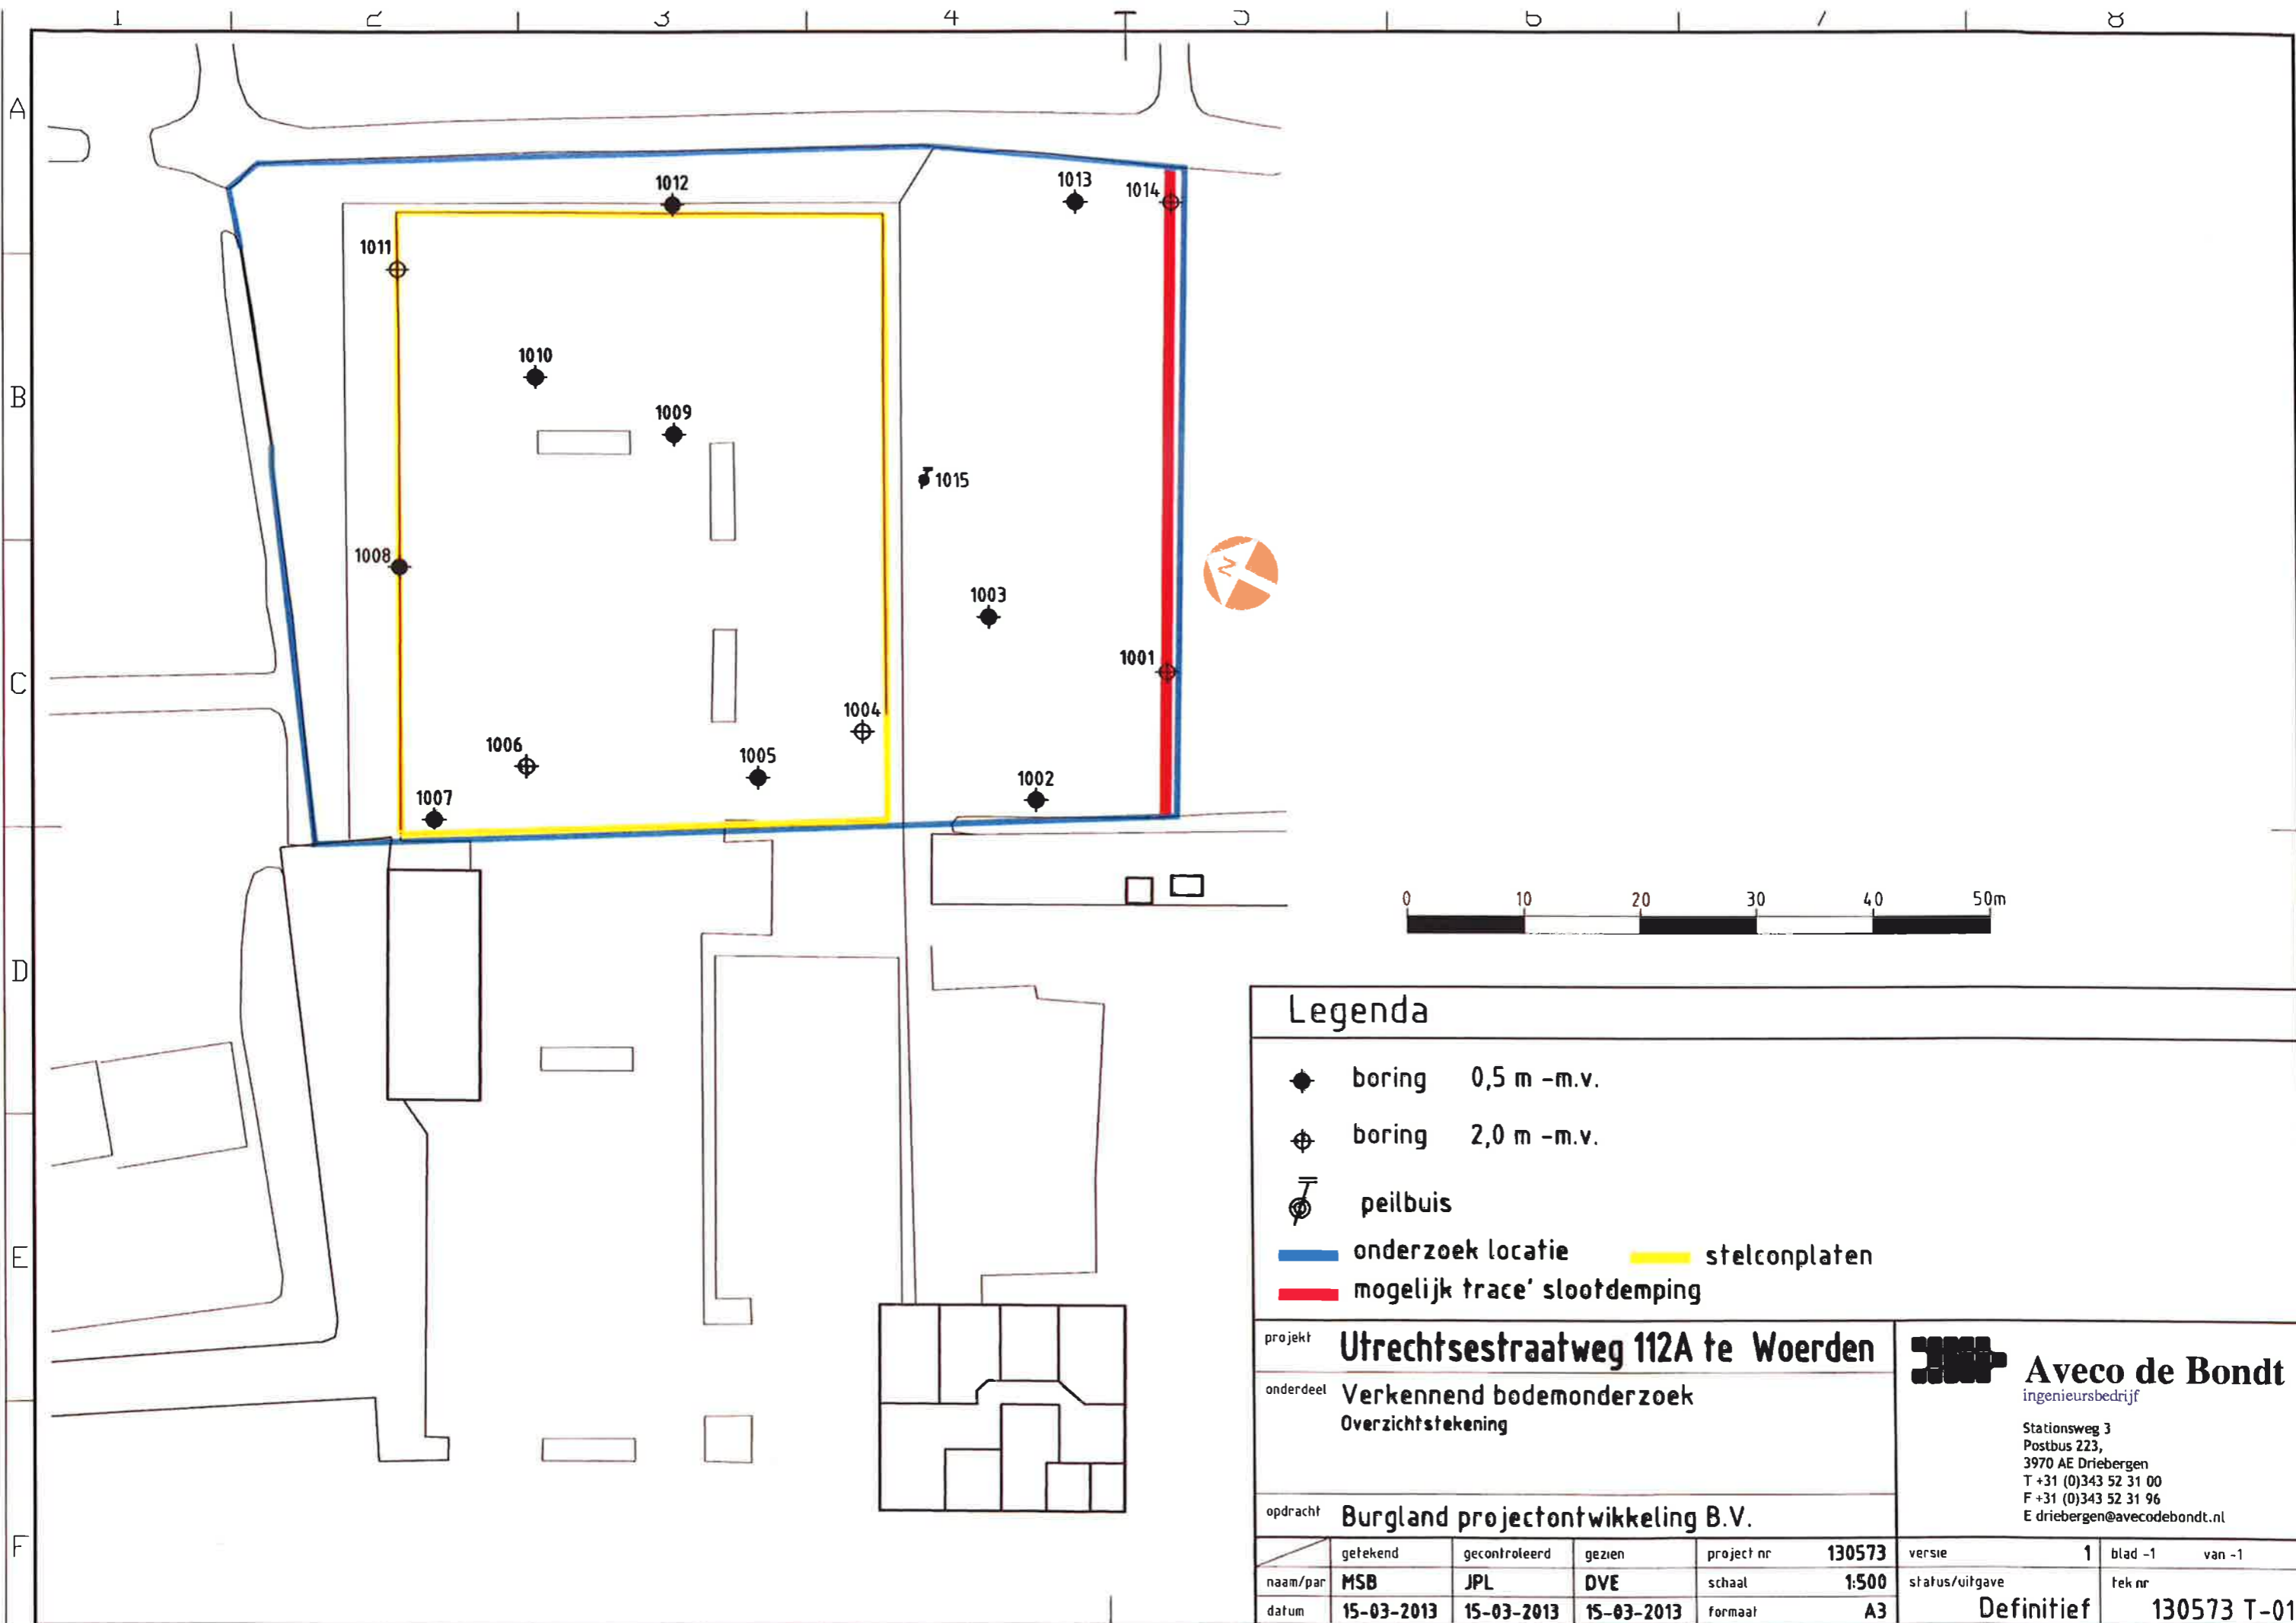 1 2 3 4 5 6 7 8
A
B
C
D
E
F
1012
1013
1014
1011
1010
1009
1015
1008
1003
1001
1004
1006
1005
1002
1007
N
0 10 20 30 40 50m
Legenda
boring 0,5 m -m.v.
boring 2,0 m -m.v.
peilbuis
onderzoek locatie stelconplaten
mogelijk trace' slootdemping
projekt Utrechtsestraatweg 112A te Woerden
onderdeel Verkennend bodemonderzoek
Overzichtstekening
opdracht Burgland projectontwikkeling B.V.
Aveco de Bondt
ingenieursbedrijf
Stationsweg 3
Postbus 223,
3970 AE Driebergen
T +31 (0)343 52 31 00
F +31 (0)343 52 31 96
E driebergen@avecodebondt.nl
getekend gecontroleerd gezien project nr 130573 versie 1 blad -1 van -1
naam/par MSB JPL DVE schaal 1:500 status/uitgave tek nr
datum 15-03-2013 15-03-2013 15-03-2013 formaat A3 Definitief 130573 T-01